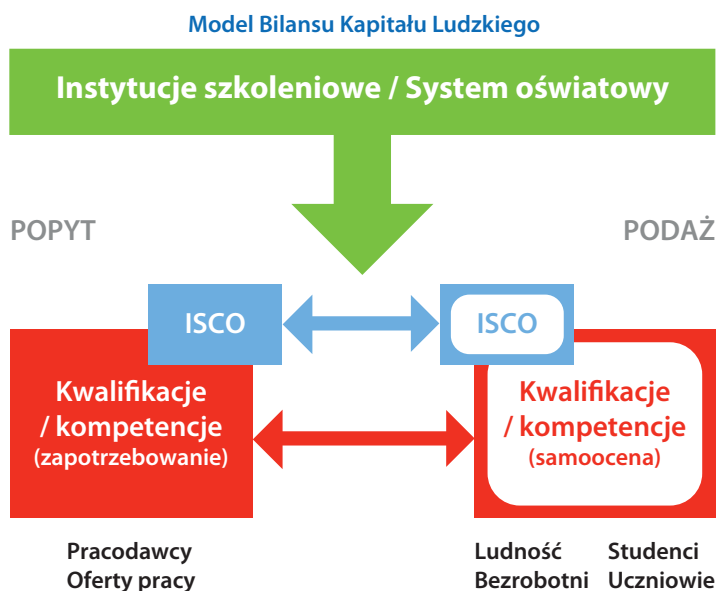 Model Bilansu Kapitału Ludzkiego
Instytucje szkoleniowe / System oświatowy
POPYT
PODAŻ
ISCO
ISCO
Kwalifikacje
/ kompetencje
(zapotrzebowanie)
Kwalifikacje
/ kompetencje
(samoocena)
Pracodawcy
Oferty pracy
Ludność Studenci
Bezrobotni Uczniowie